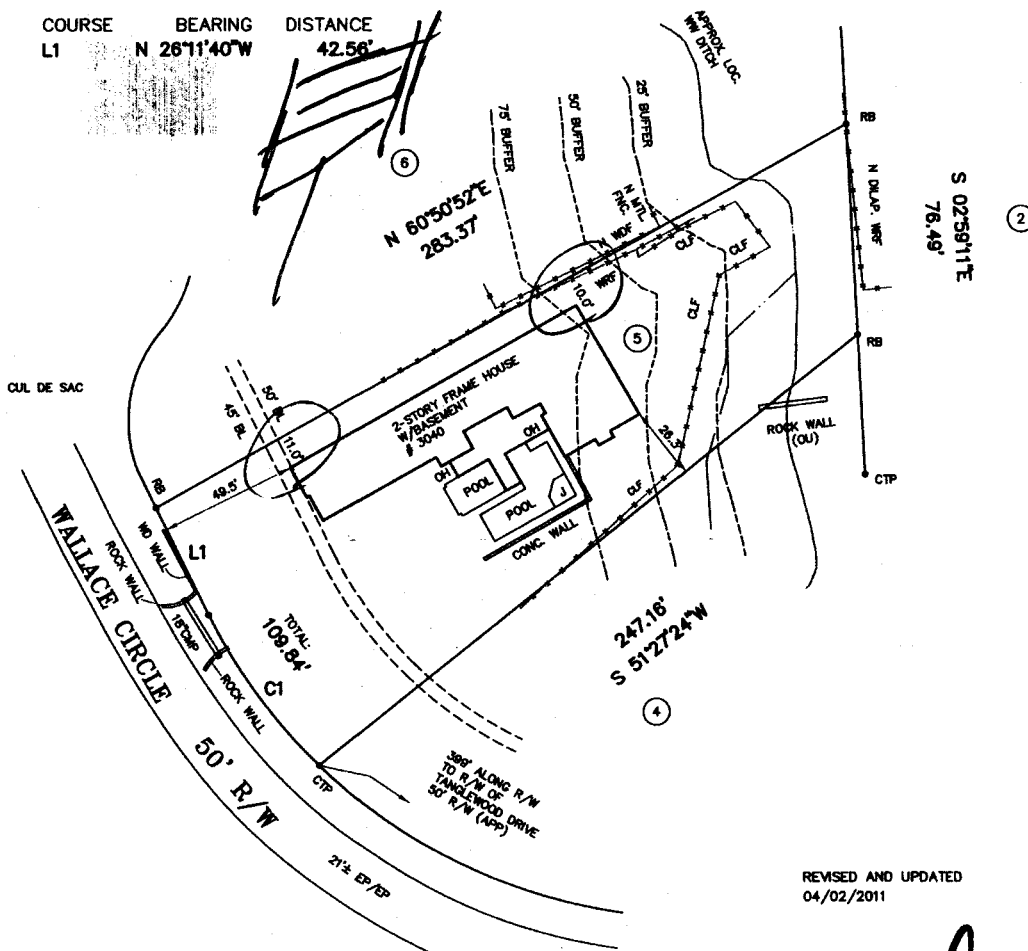 COURSE BEARING DISTANCE
L1 N 26°11'40"W 42.56'
APPROX. LOC.
WW DITCH
75' BUFFER
50' BUFFER
25' BUFFER
RB
6
N 60°50'52"E
283.37'
N MTL
FNC.
N WDF
CLF
CLF
WRF
N DILAP. WRF
S 02°59'11"E
76.49'
2
10.0'
CLF
5
RB
CUL DE SAC
50' BL
45' BL
11.0'
2-STORY FRAME HOUSE
W/BASEMENT
# 3040
OH
OH
POOL
POOL
J
CONC. WALL
26.3'
CLF
ROCK WALL
(OU)
CTP
RB
49.5'
WD WALL
L1
ROCK WALL
18"CMP
ROCK WALL
WALLACE CIRCLE 50' R/W
TOTAL:
109.84'
C1
247.16'
S 51°27'24"W
4
CTP
399' ALONG R/W
TO R/W OF
TANGLEWOOD DRIVE
50' R/W (APP)
21'± EP/EP
REVISED AND UPDATED
04/02/2011